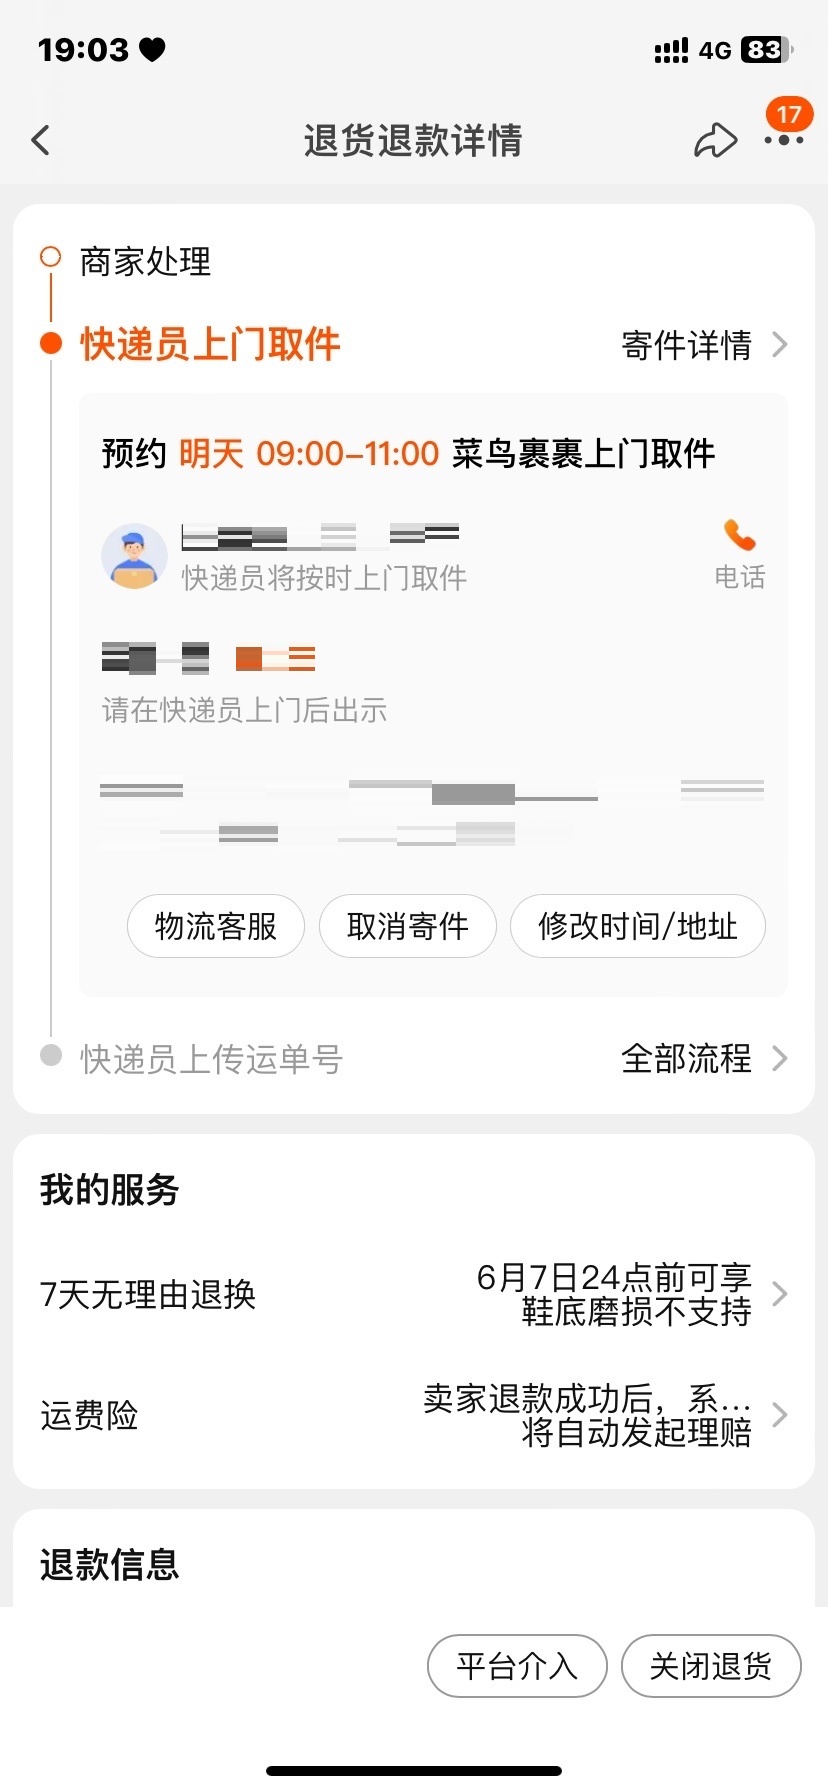 19:03
4G 83
退货退款详情
17
商家处理
快递员上门取件
寄件详情
预约 明天 09:00-11:00 菜鸟裹裹上门取件
快递员将按时上门取件
电话
请在快递员上门后出示
物流客服
取消寄件
修改时间/地址
快递员上传运单号
全部流程
我的服务
7天无理由退换
6月7日24点前可享
鞋底磨损不支持
运费险
卖家退款成功后，系...
将自动发起理赔
退款信息
平台介入
关闭退货